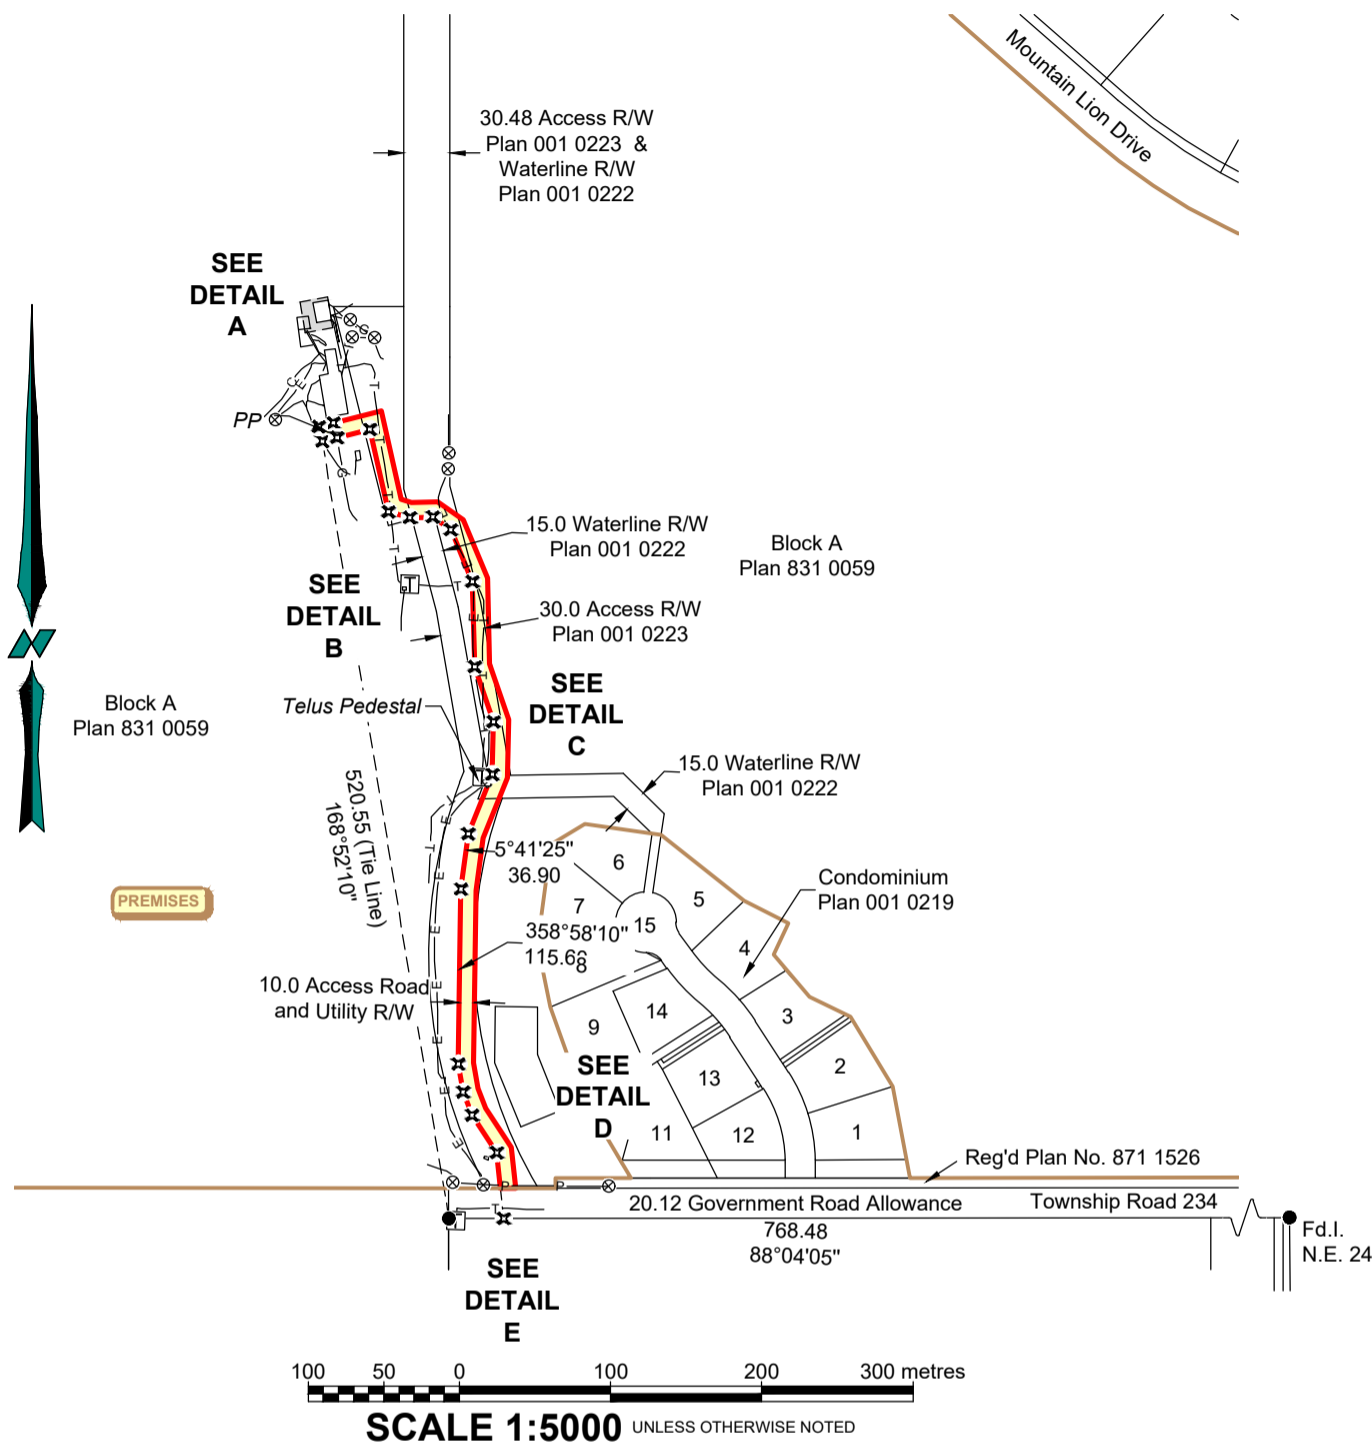 Mountain Lion Drive
30.48 Access R/W
Plan 001 0223 &
Waterline R/W
Plan 001 0222
SEE
DETAIL
A
PP
15.0 Waterline R/W
Plan 001 0222
Block A
Plan 831 0059
SEE
DETAIL
B
30.0 Access R/W
Plan 001 0223
Block A
Plan 831 0059
Telus Pedestal
SEE
DETAIL
C
15.0 Waterline R/W
Plan 001 0222
520.55 (Tie Line)
168°52'10"
5°41'25"
36.90
6
5
7
15
4
Condominium
Plan 001 0219
PREMISES
358°58'10"
115.66
8
10.0 Access Road
and Utility R/W
14
3
9
2
SEE
DETAIL
D
13
11
12
1
Reg'd Plan No. 871 1526
20.12 Government Road Allowance
Township Road 234
768.48
88°04'05"
Fd.I.
N.E. 24
SEE
DETAIL
E
100 50 0 100 200 300 metres
SCALE 1:5000 UNLESS OTHERWISE NOTED